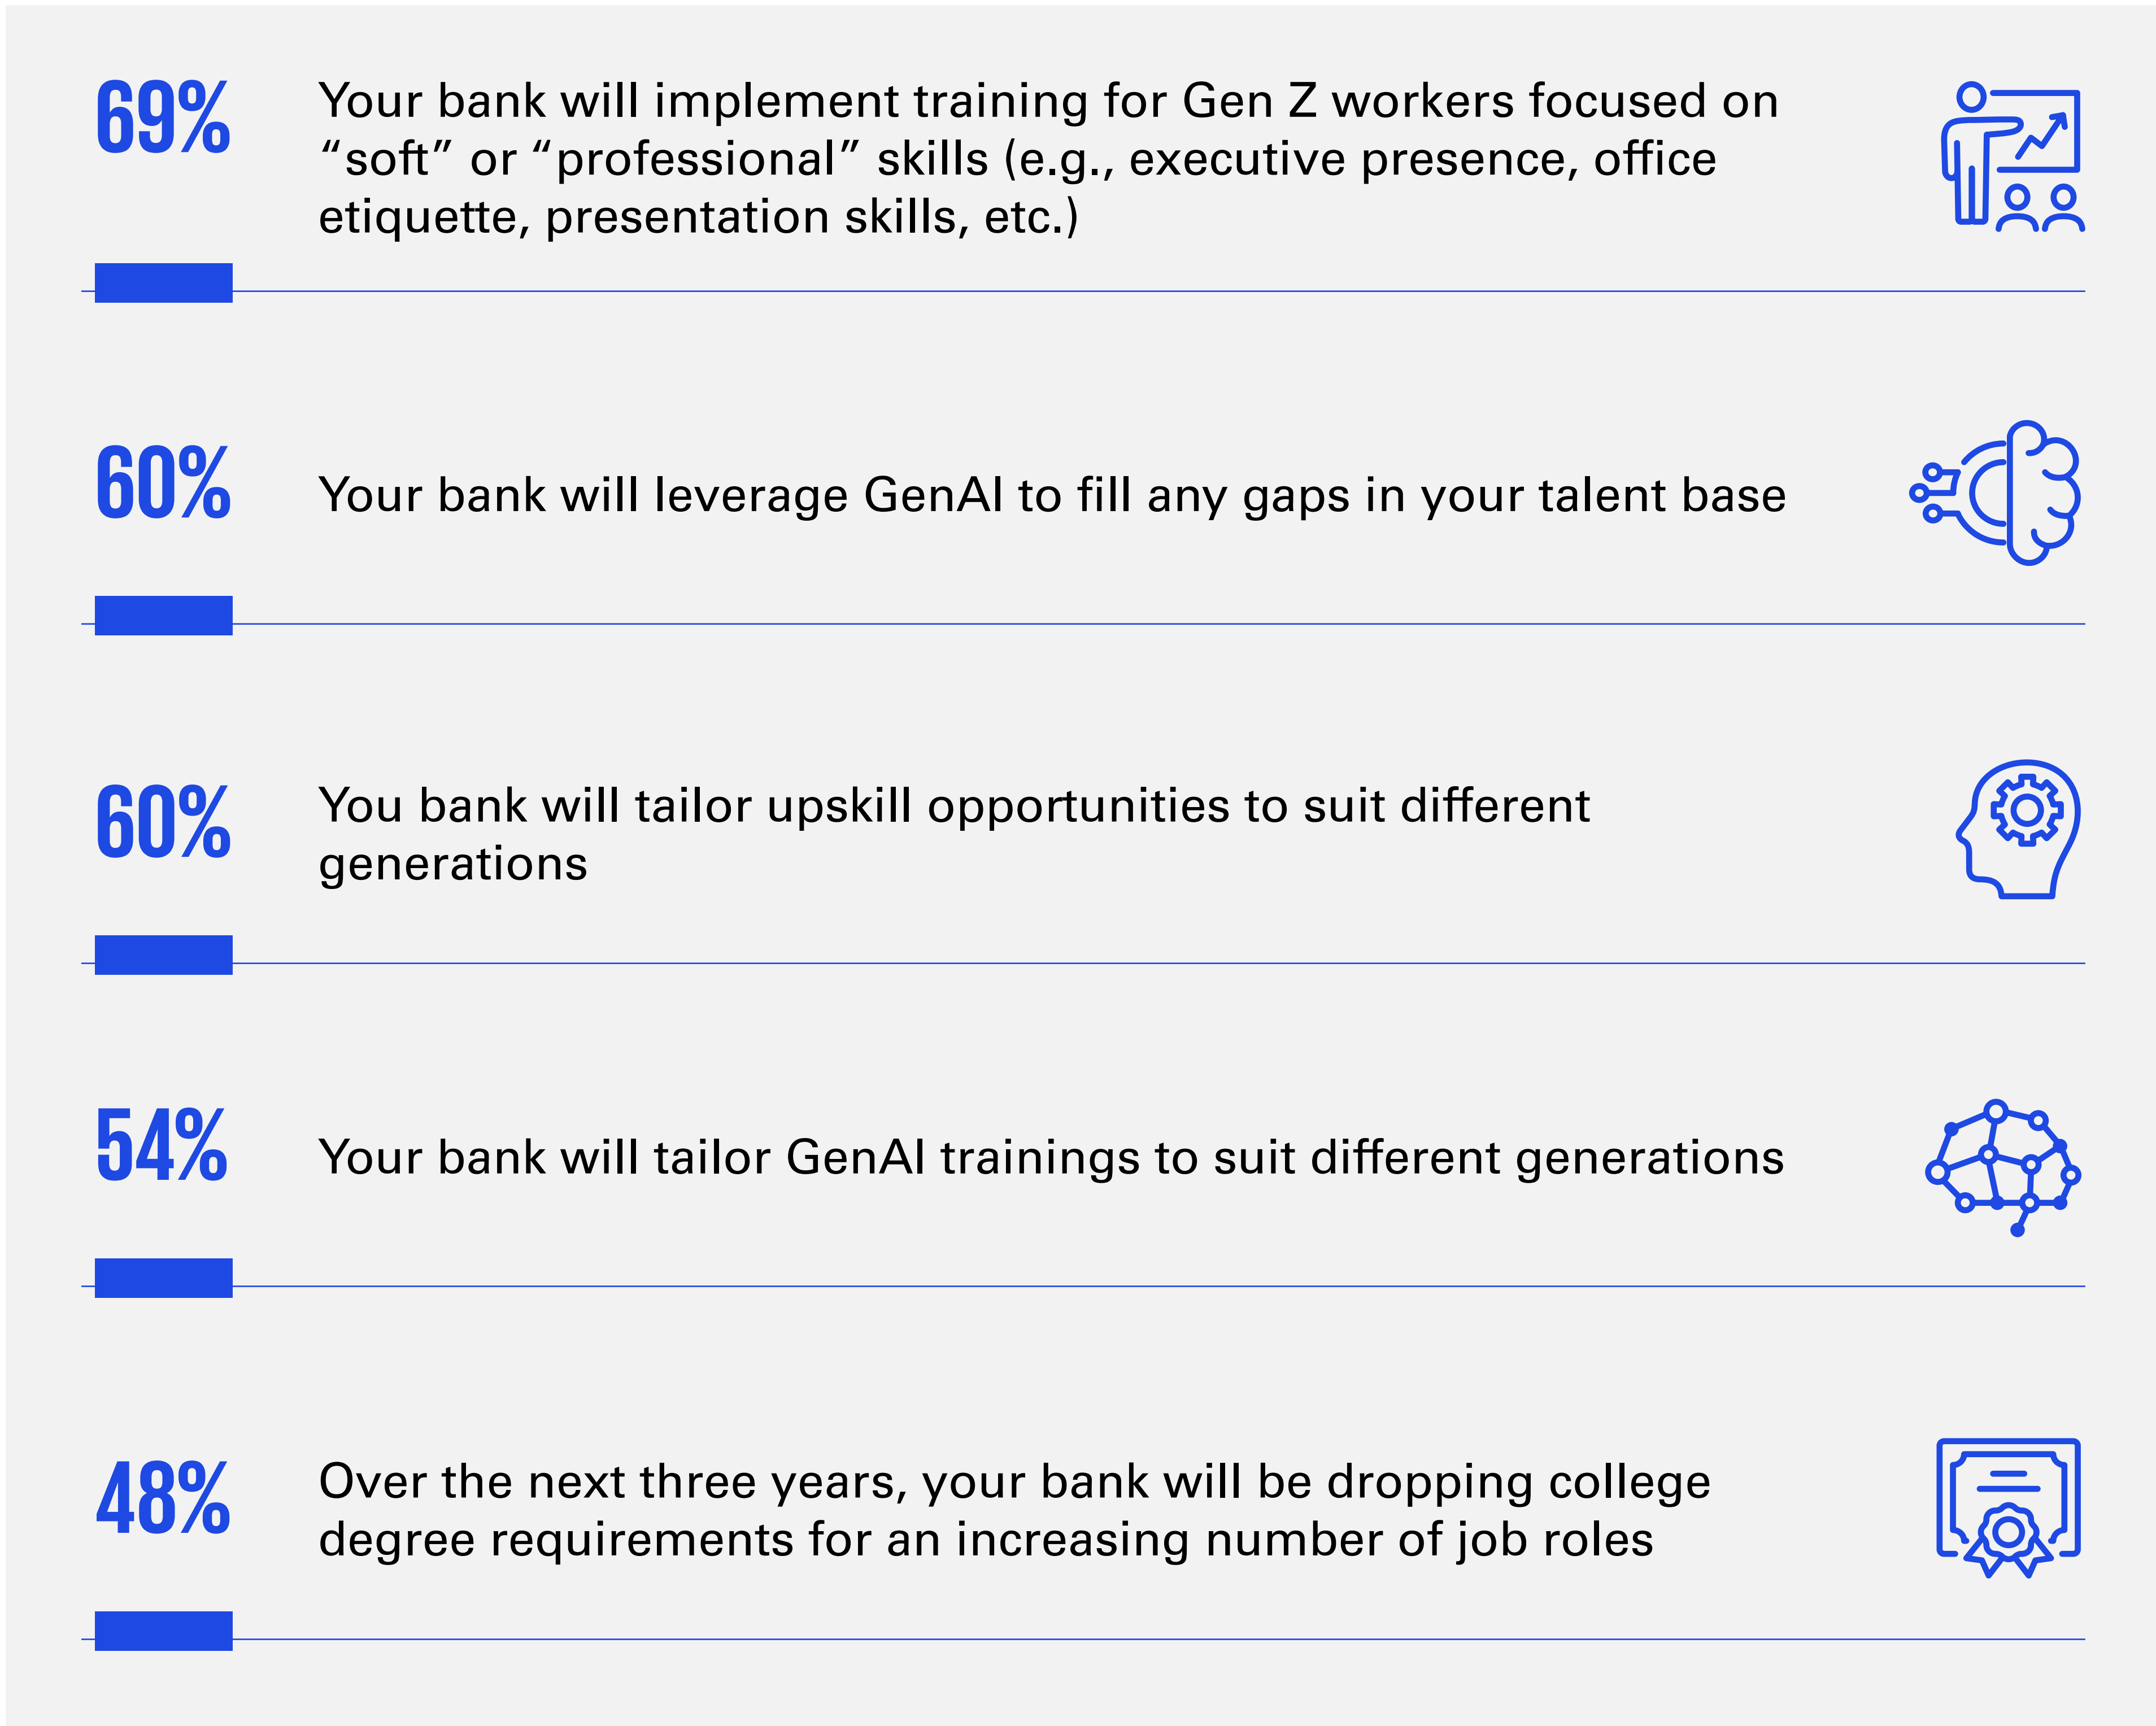 69%
Your bank will implement training for Gen Z workers focused on
“soft” or “professional” skills (e.g., executive presence, office
etiquette, presentation skills, etc.)
60%
Your bank will leverage GenAI to fill any gaps in your talent base
60%
You bank will tailor upskill opportunities to suit different
generations
54%
Your bank will tailor GenAI trainings to suit different generations
48%
Over the next three years, your bank will be dropping college
degree requirements for an increasing number of job roles